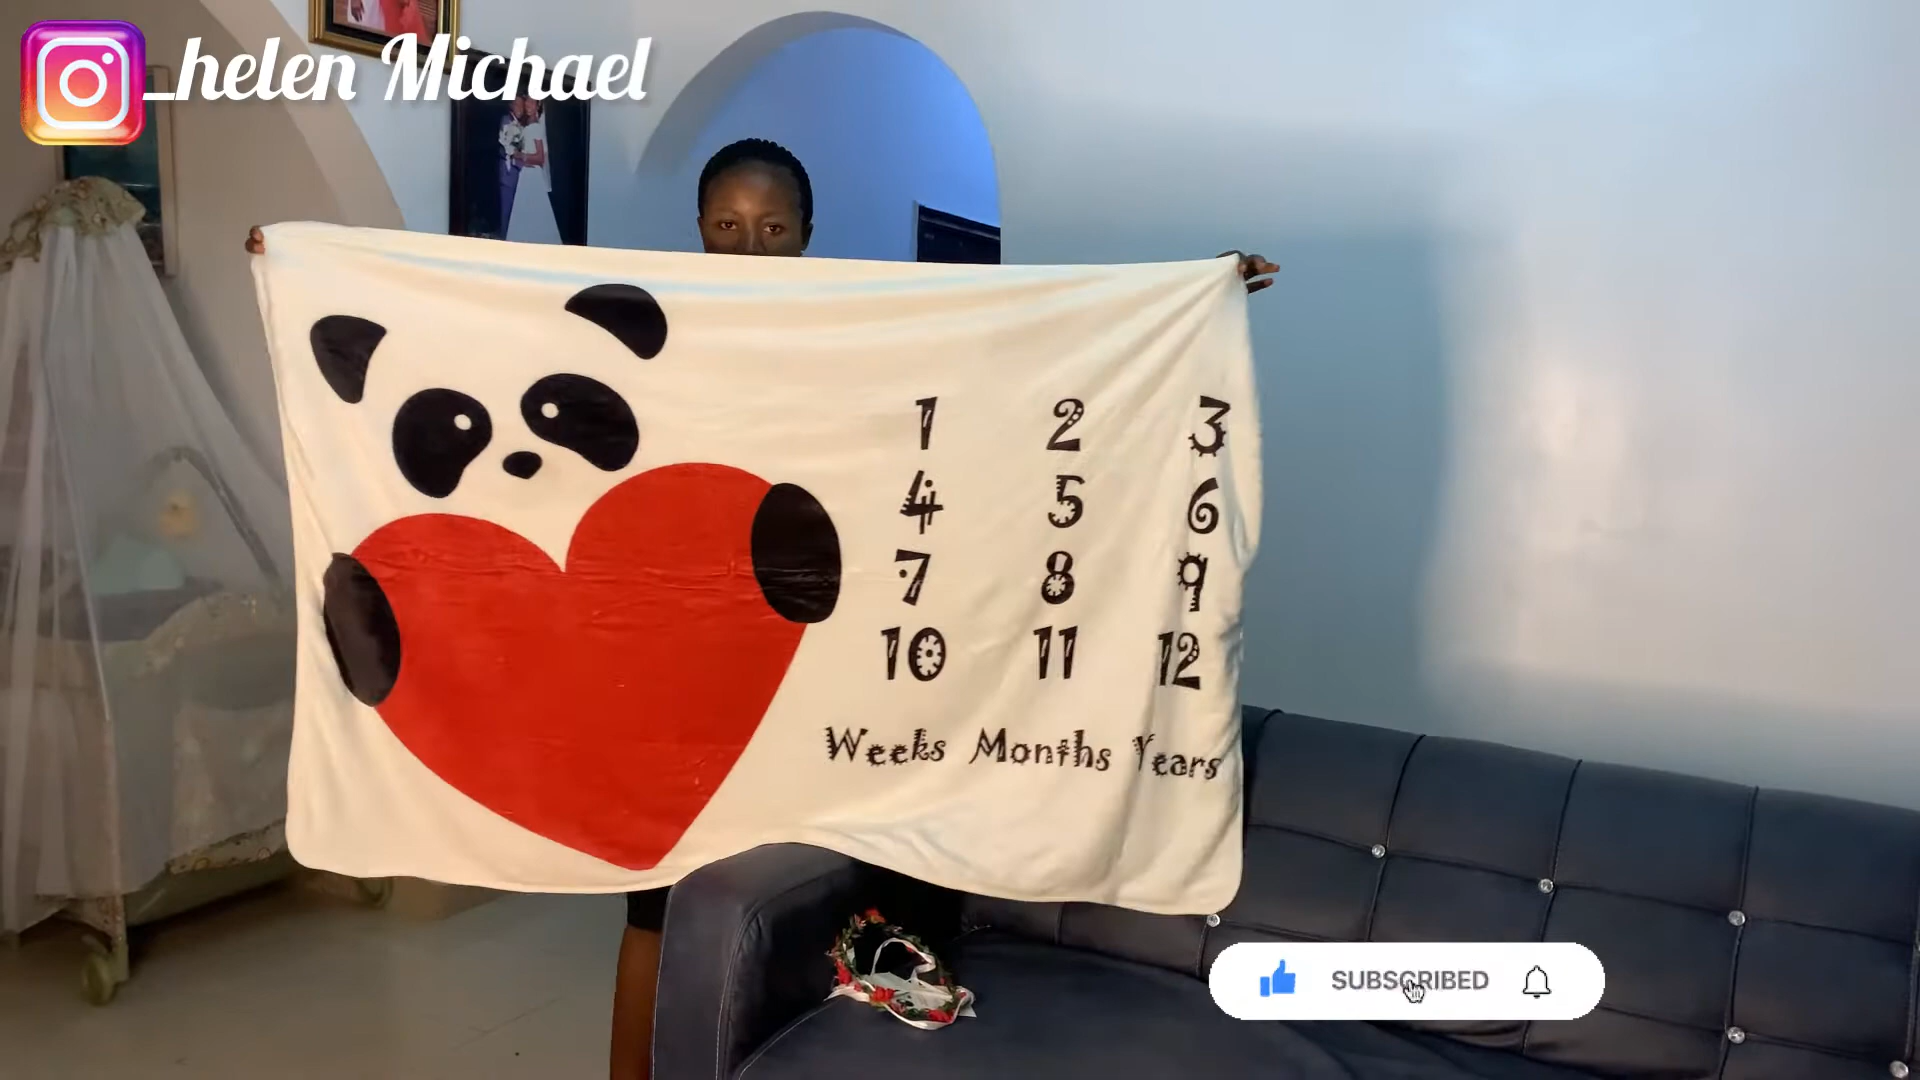 _helen Michael
1 2 3
4 5 6
7 8 9
10 11 12
Weeks Months Years
SUBSCRIBED